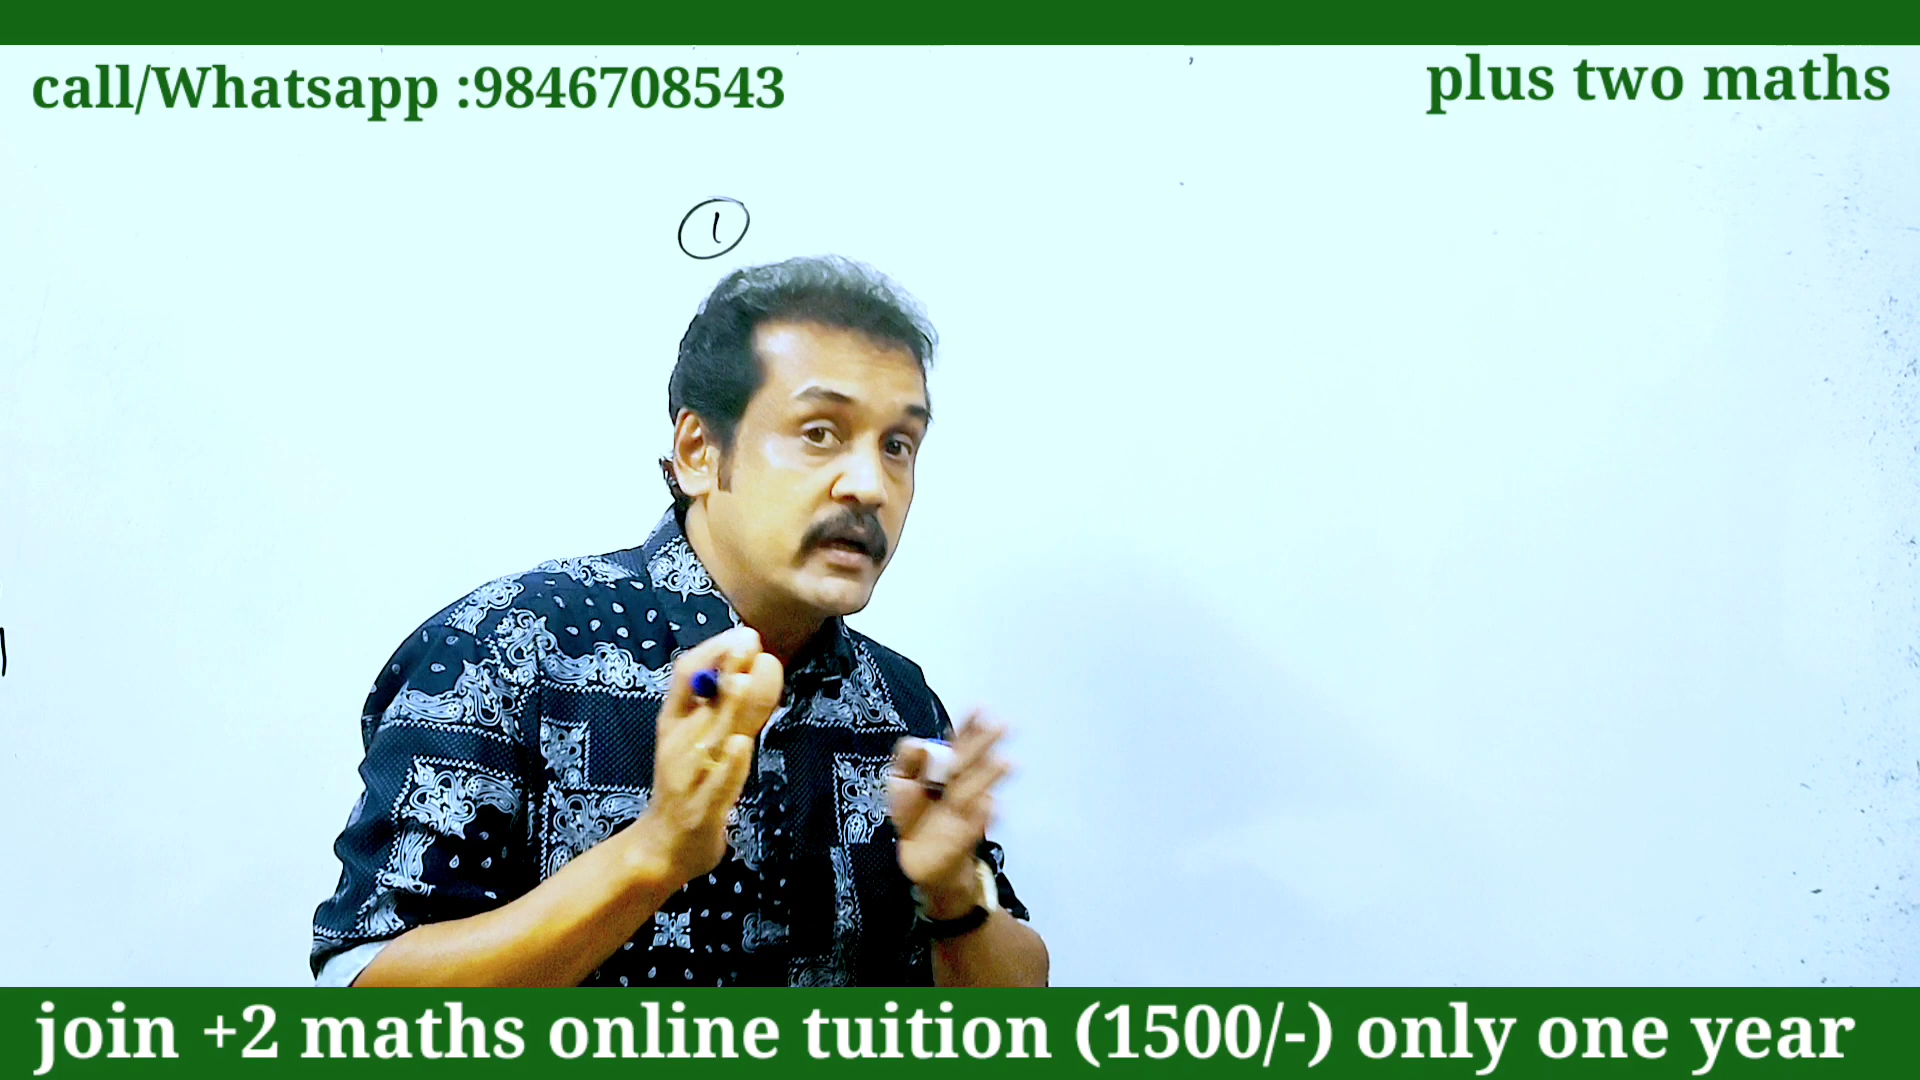 call/Whatsapp :9846708543
plus two maths
1
join +2 maths online tuition (1500/-) only one year